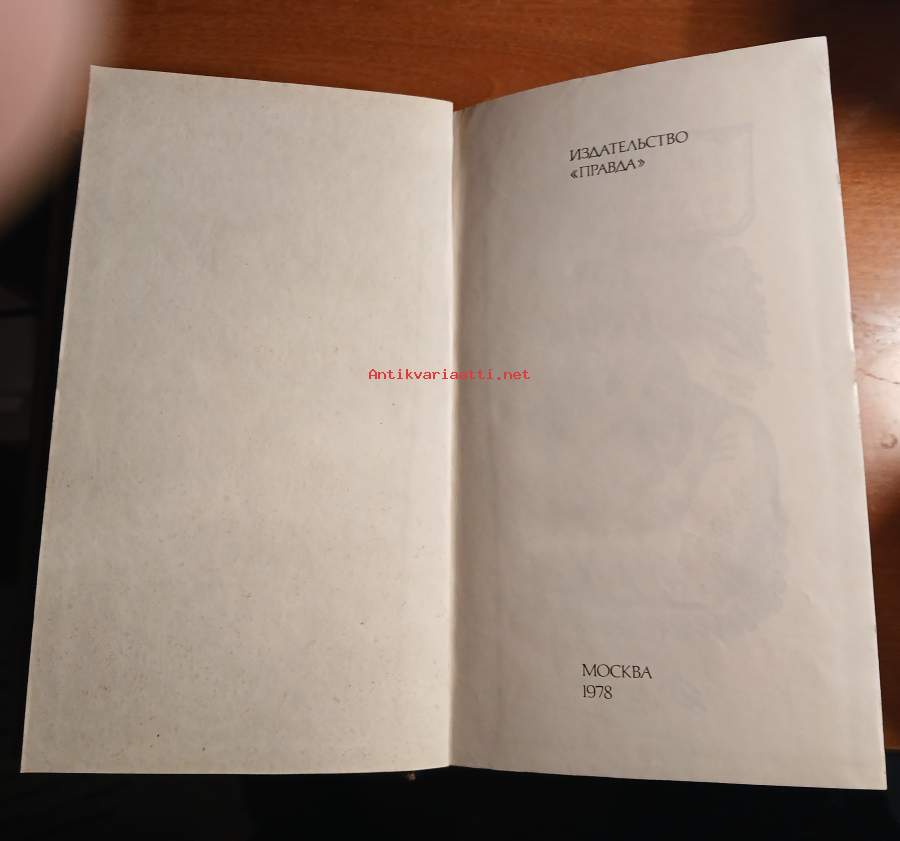 ИЗДАТЕЛЬСТВО
«ПРАВДА»
Antikvariaatti.net
МОСКВА
1978